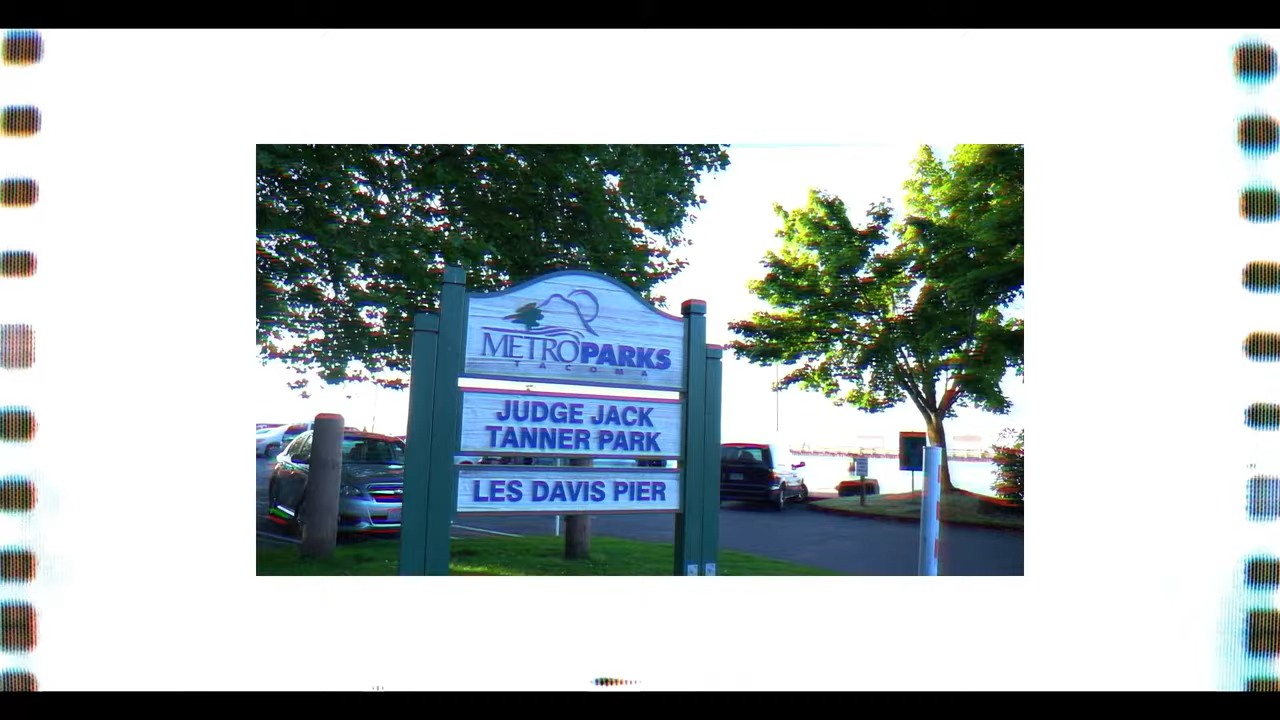 METROPARKS
TACOMA
JUDGE JACK
TANNER PARK
LES DAVIS PIER